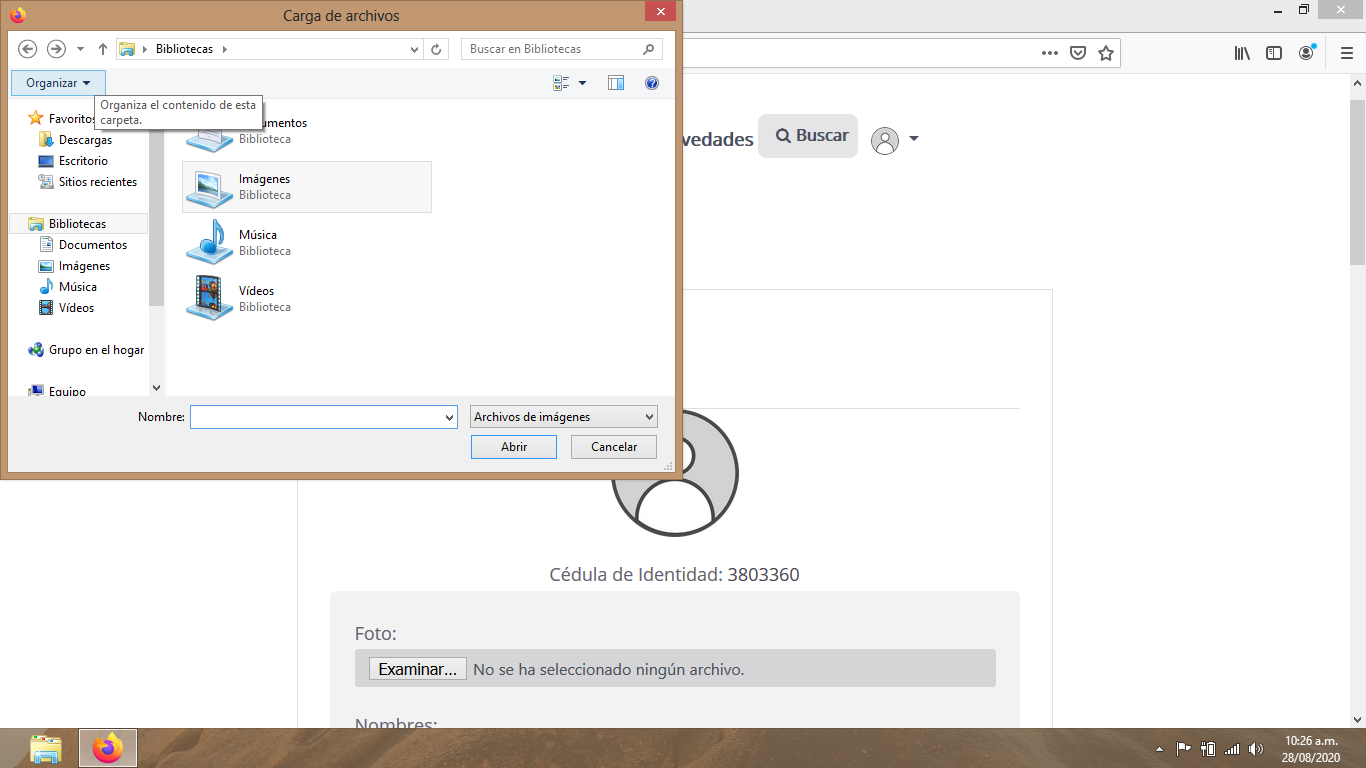 Carga de archivos
Bibliotecas
Buscar en Bibliotecas
Organizar
Organiza el contenido de esta
carpeta.
Favoritos
Descargas
Escritorio
Sitios recientes
Bibliotecas
Documentos
Imágenes
Música
Vídeos
Grupo en el hogar
Equipo
Biblioteca
Imágenes
Biblioteca
Música
Biblioteca
Vídeos
Biblioteca
Nombre:
Archivos de imágenes
Abrir
Cancelar
vedades
Buscar
Cédula de Identidad: 3803360
Foto:
Examinar...
No se ha seleccionado ningún archivo.
Nombres:
10:26 a.m.
28/08/2020